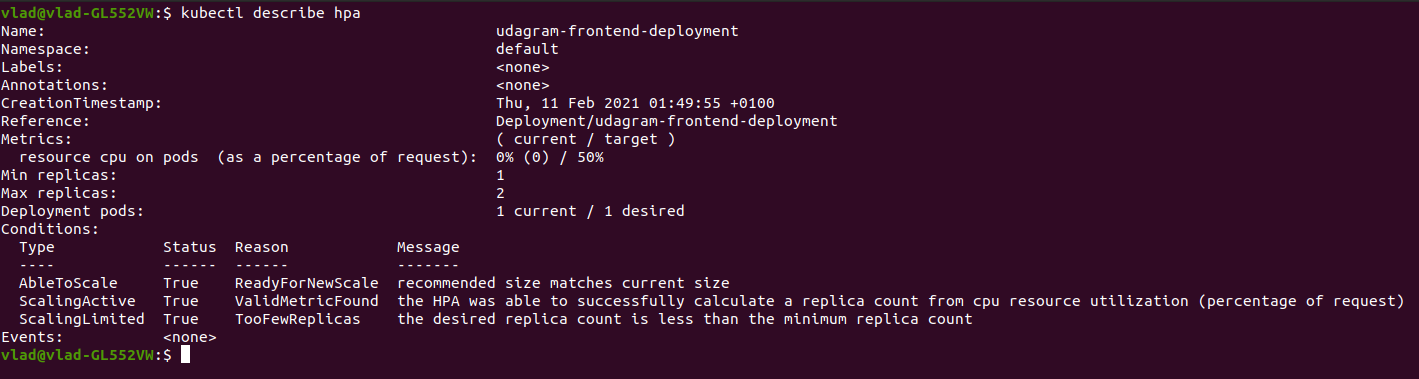 vlad@vlad-GL552VW:$ kubectl describe hpa
Name:                                                  udagram-frontend-deployment
Namespace:                                             default
Labels:                                                <none>
Annotations:                                           <none>
CreationTimestamp:                                     Thu, 11 Feb 2021 01:49:55 +0100
Reference:                                             Deployment/udagram-frontend-deployment
Metrics:                                               ( current / target )
  resource cpu on pods  (as a percentage of request):  0% (0) / 50%
Min replicas:                                          1
Max replicas:                                          2
Deployment pods:                                       1 current / 1 desired
Conditions:
  Type            Status  Reason            Message
  ----            ------  ------            -------
  AbleToScale     True    ReadyForNewScale  recommended size matches current size
  ScalingActive   True    ValidMetricFound  the HPA was able to successfully calculate a replica count from cpu resource utilization (percentage of request)
  ScalingLimited  True    TooFewReplicas    the desired replica count is less than the minimum replica count
Events:           <none>
vlad@vlad-GL552VW:$